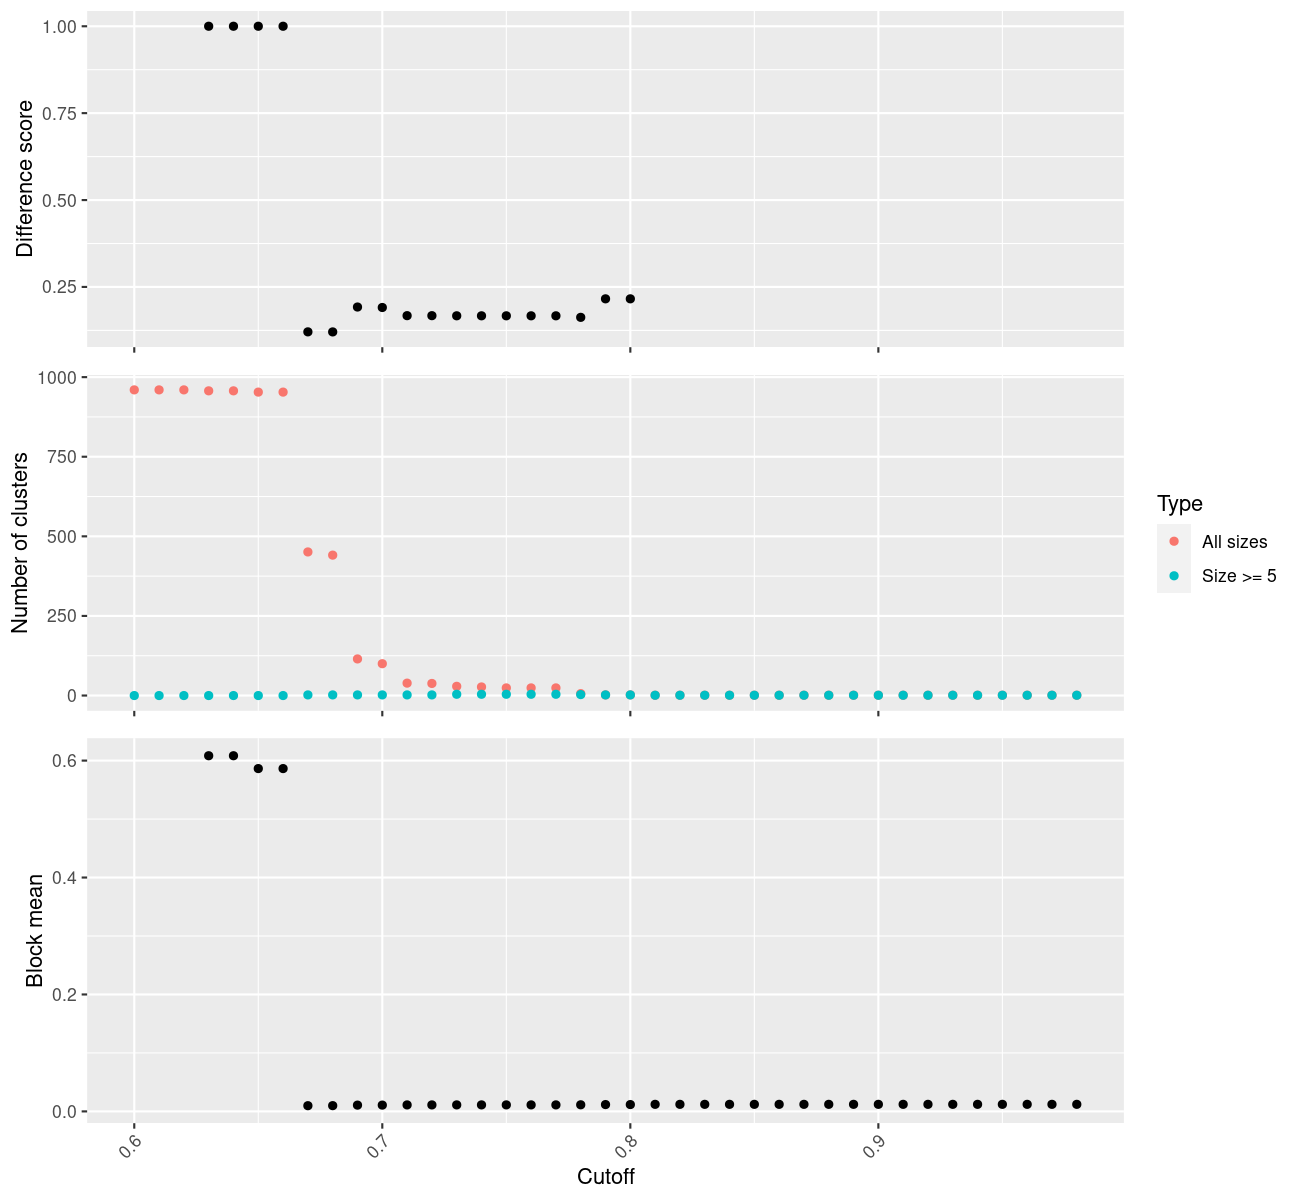 1.00
0.75
0.50
0.25
Difference score
1000
750
500
250
0
Number of clusters
Type
All sizes
Size >= 5
0.6
0.4
0.2
0.0
Block mean
0.6 0.7 0.8 0.9
Cutoff